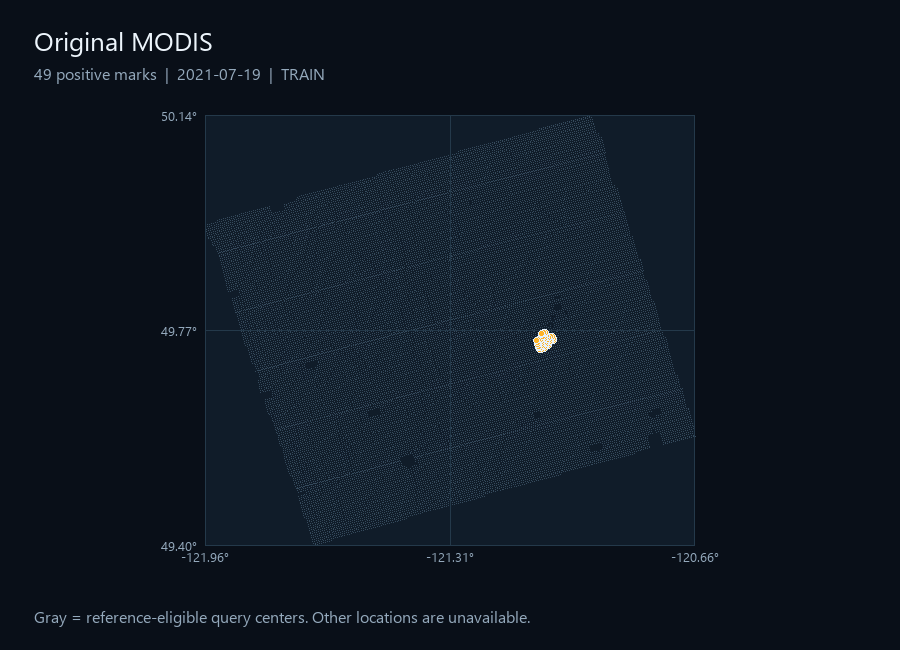 Original MODIS
49 positive marks | 2021-07-19 | TRAIN
50.14°
49.77°
49.40°
-121.96°
-121.31°
-120.66°
Gray = reference-eligible query centers. Other locations are unavailable.